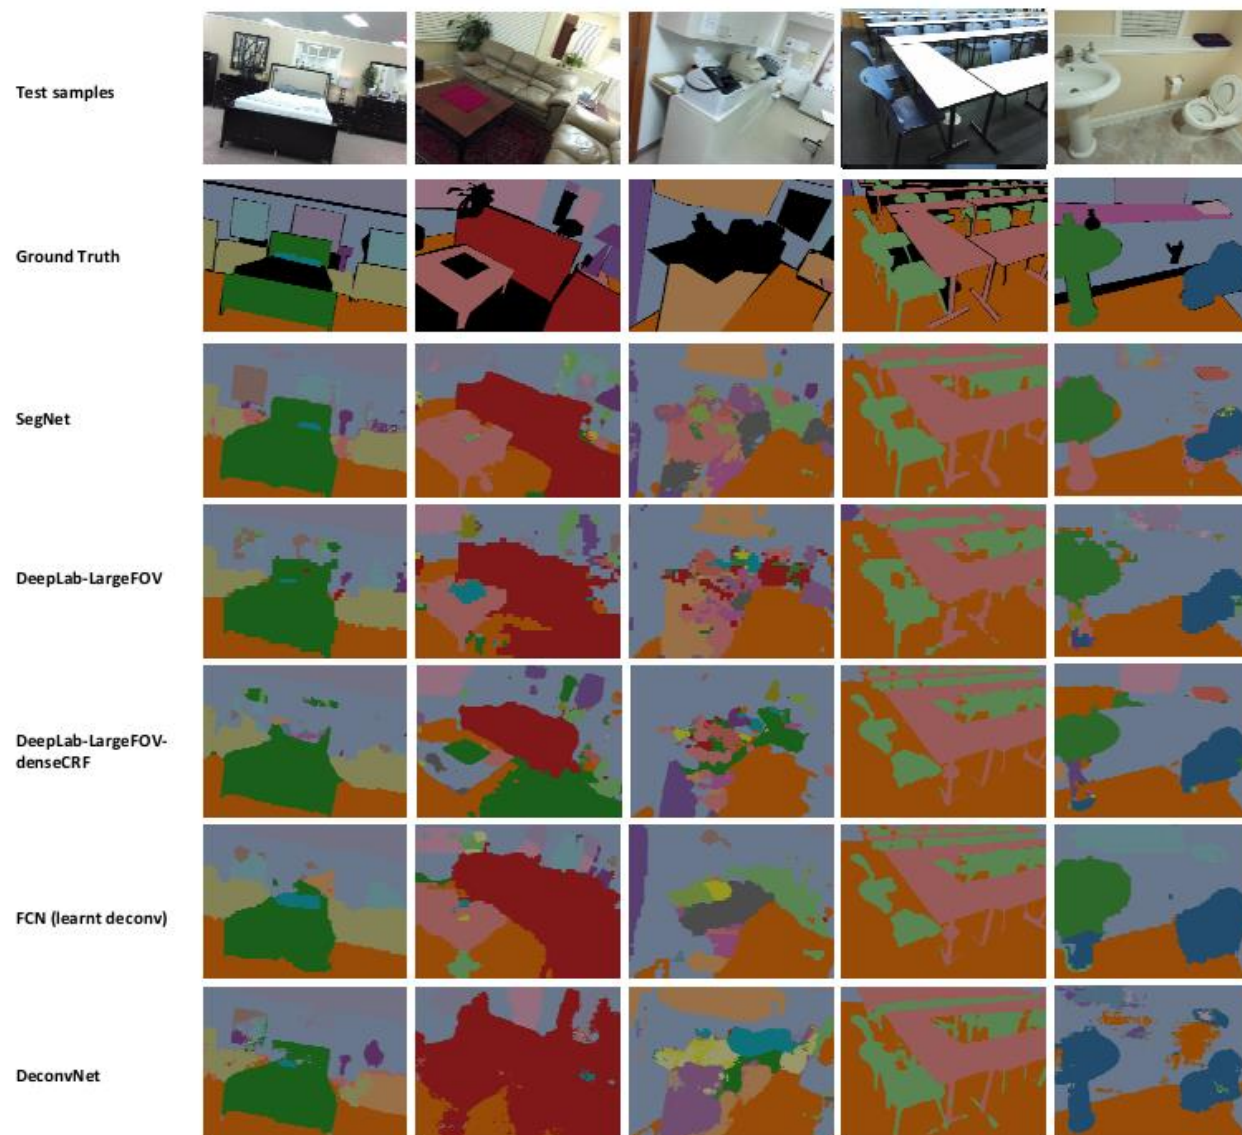 Test samples
Ground Truth
SegNet
DeepLab-LargeFOV
DeepLab-LargeFOV-
denseCRF
FCN (learnt deconv)
DeconvNet